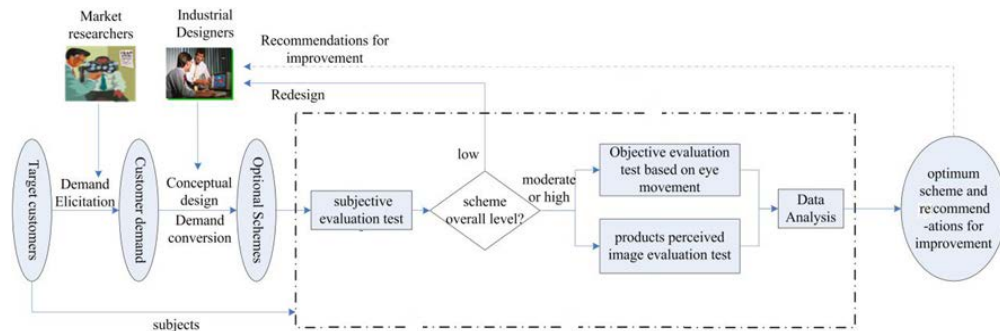 Market
researchers
Industrial
Designers
Recommendations for
improvement
Redesign
Target customers
Demand
Elicitation
Customer demand
Conceptual
design
Demand
conversion
Optional Schemes
subjective
evaluation test
low
scheme
overall level?
moderate
or high
Objective evaluation
test based on eye
movement
products perceived
image evaluation test
Data
Analysis
optimum
scheme and
recommend
-ations for
improvement
subjects